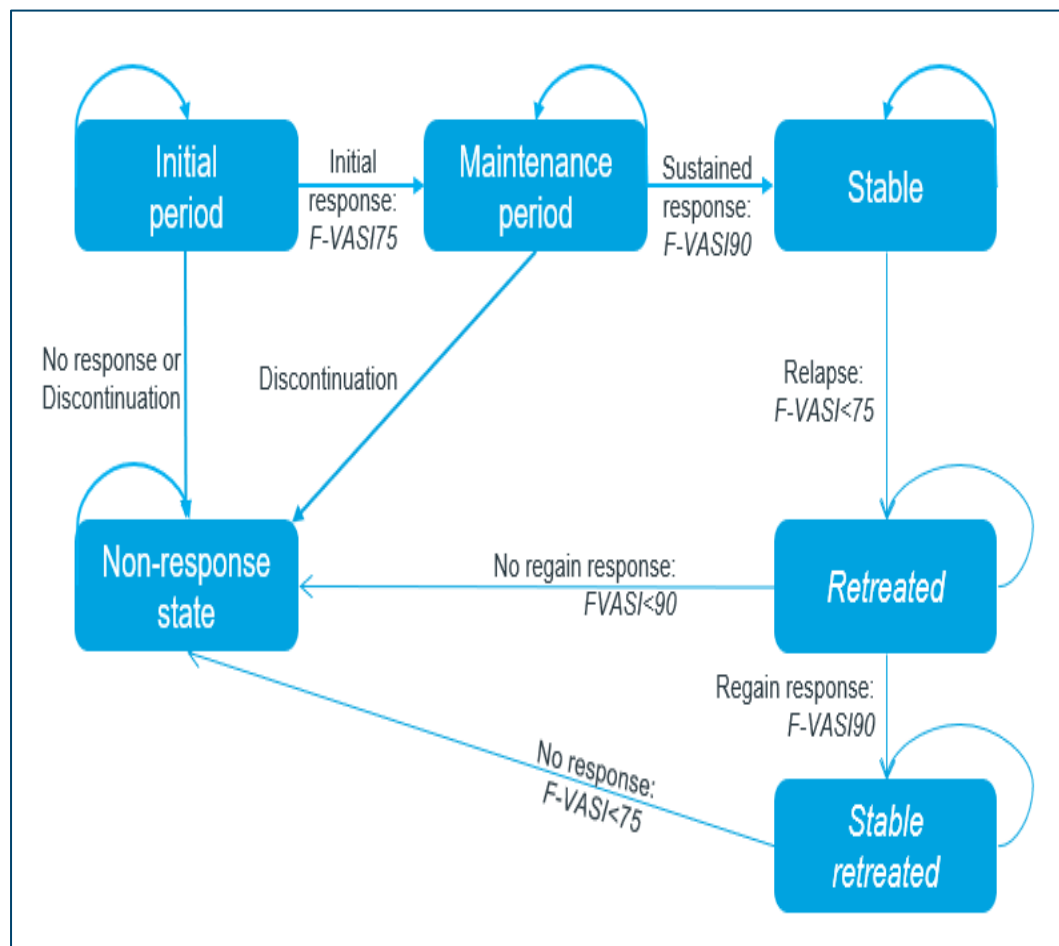 Initial
period
Initial
response:
F-VASI75
Maintenance
period
Sustained
response:
F-VASI90
Stable
No response or
Discontinuation
Discontinuation
Relapse:
F-VASI<75
Non-response
state
No regain response:
FVASI<90
Retreated
Regain response:
F-VASI90
No response:
F-VASI<75
Stable
retreated